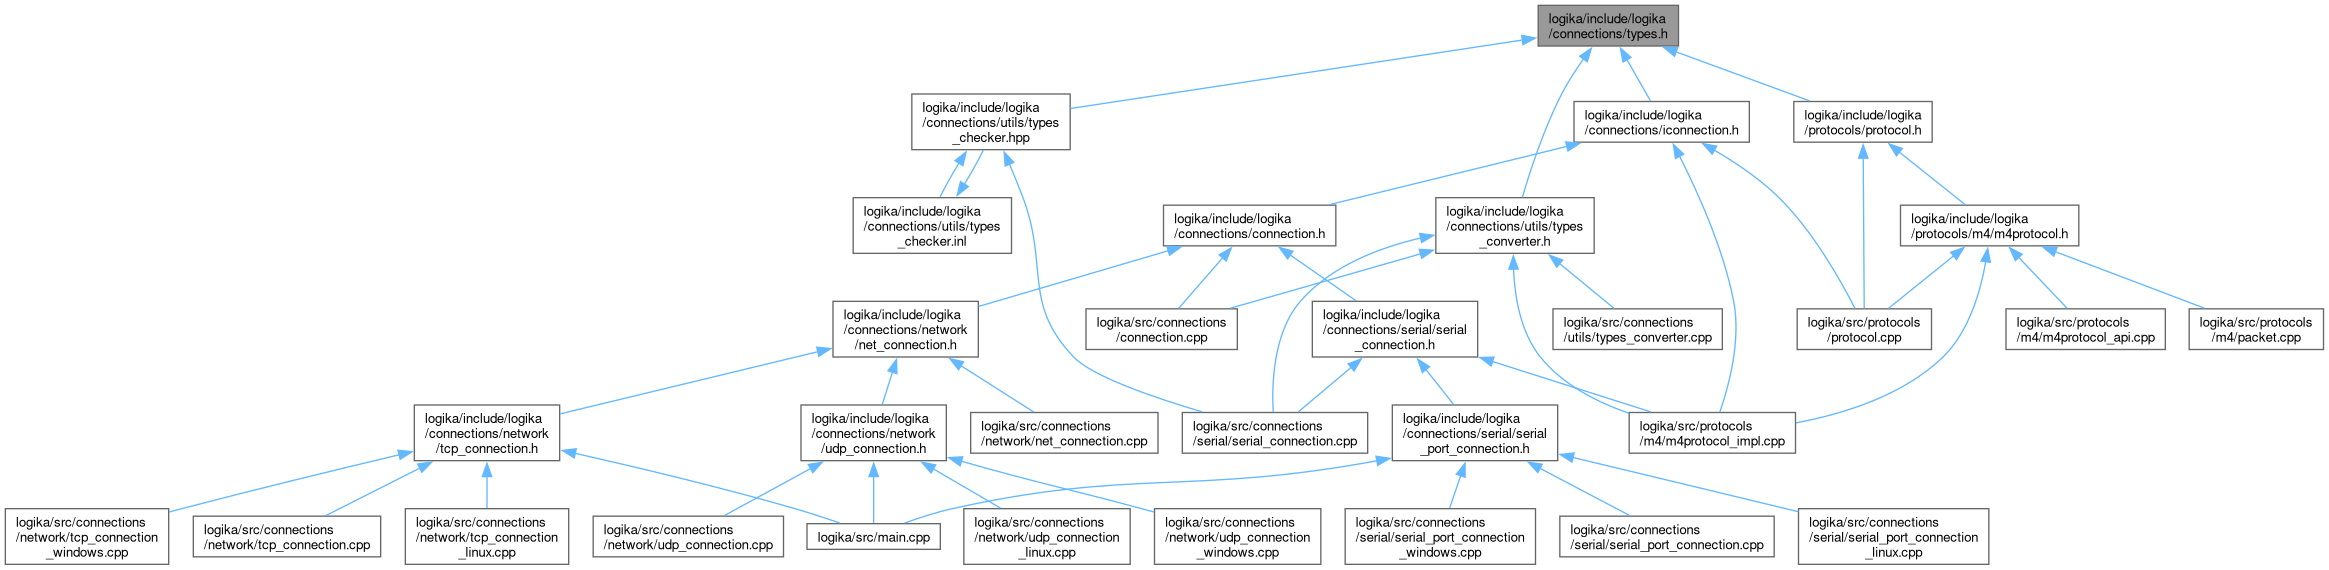 logika/include/logika
/connections/types.h
logika/include/logika
/connections/utils/types
_checker.hpp
logika/include/logika
/connections/iconnection.h
logika/include/logika
/protocols/protocol.h
logika/include/logika
/connections/utils/types
_checker.inl
logika/include/logika
/connections/connection.h
logika/include/logika
/connections/utils/types
_converter.h
logika/include/logika
/protocols/m4/m4protocol.h
logika/include/logika
/connections/network
/net_connection.h
logika/src/connections
/connection.cpp
logika/include/logika
/connections/serial/serial
_connection.h
logika/src/connections
/utils/types_converter.cpp
logika/src/protocols
/protocol.cpp
logika/src/protocols
/m4/m4protocol_api.cpp
logika/src/protocols
/m4/packet.cpp
logika/include/logika
/connections/network
/tcp_connection.h
logika/include/logika
/connections/network
/udp_connection.h
logika/src/connections
/network/net_connection.cpp
logika/src/connections
/serial/serial_connection.cpp
logika/include/logika
/connections/serial/serial
_port_connection.h
logika/src/protocols
/m4/m4protocol_impl.cpp
logika/src/connections
/network/tcp_connection
_windows.cpp
logika/src/connections
/network/tcp_connection.cpp
logika/src/connections
/network/tcp_connection
_linux.cpp
logika/src/connections
/network/udp_connection.cpp
logika/src/main.cpp
logika/src/connections
/network/udp_connection
_linux.cpp
logika/src/connections
/network/udp_connection
_windows.cpp
logika/src/connections
/serial/serial_port_connection
_windows.cpp
logika/src/connections
/serial/serial_port_connection.cpp
logika/src/connections
/serial/serial_port_connection
_linux.cpp